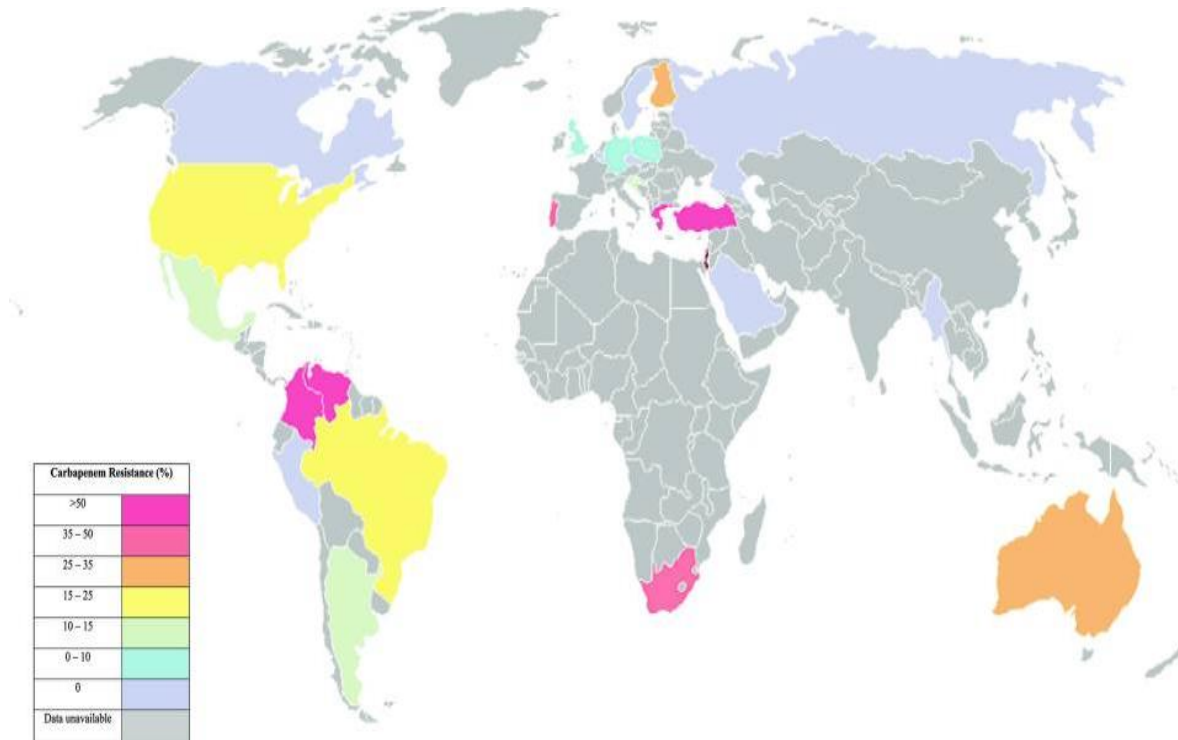 Carbapenem Resistance (%)
>50
35 – 50
25 – 35
15 – 25
10 – 15
0 – 10
0
Data unavailable